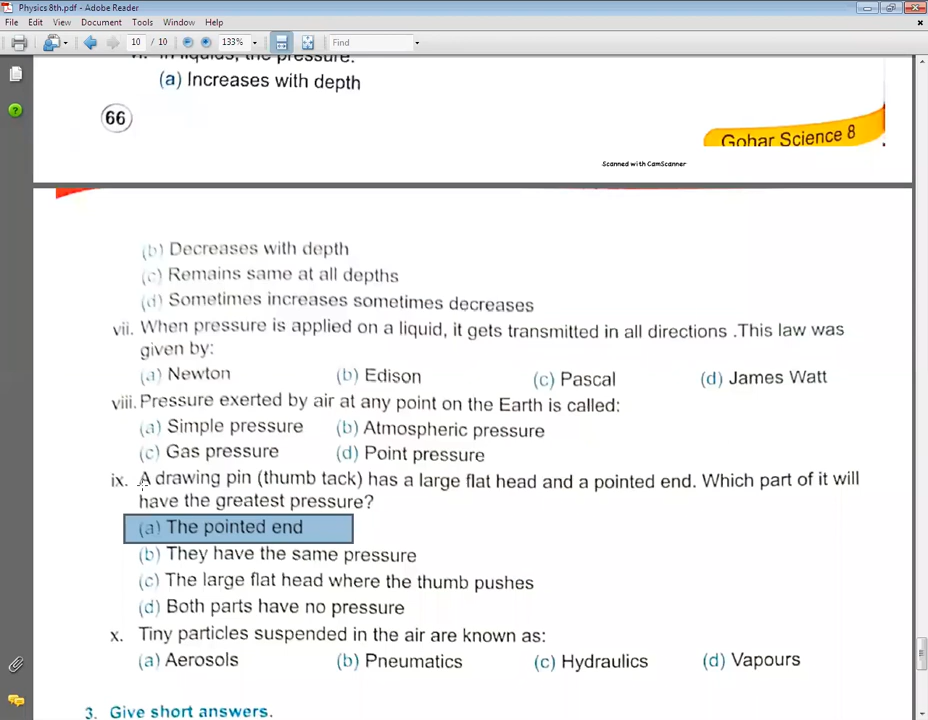 Physics 8th.pdf - Adobe Reader
File Edit View Document Tools Window Help
10 / 10 133% Find
vi. In liquids, the pressure:
(a) Increases with depth
66
Gohar Science 8
Scanned with CamScanner
(b) Decreases with depth
(c) Remains same at all depths
(d) Sometimes increases sometimes decreases
vii. When pressure is applied on a liquid, it gets transmitted in all directions .This law was
given by:
(a) Newton (b) Edison (c) Pascal (d) James Watt
viii. Pressure exerted by air at any point on the Earth is called:
(a) Simple pressure (b) Atmospheric pressure
(c) Gas pressure (d) Point pressure
ix. A drawing pin (thumb tack) has a large flat head and a pointed end. Which part of it will
have the greatest pressure?
(a) The pointed end
(b) They have the same pressure
(c) The large flat head where the thumb pushes
(d) Both parts have no pressure
x. Tiny particles suspended in the air are known as:
(a) Aerosols (b) Pneumatics (c) Hydraulics (d) Vapours
3. Give short answers.